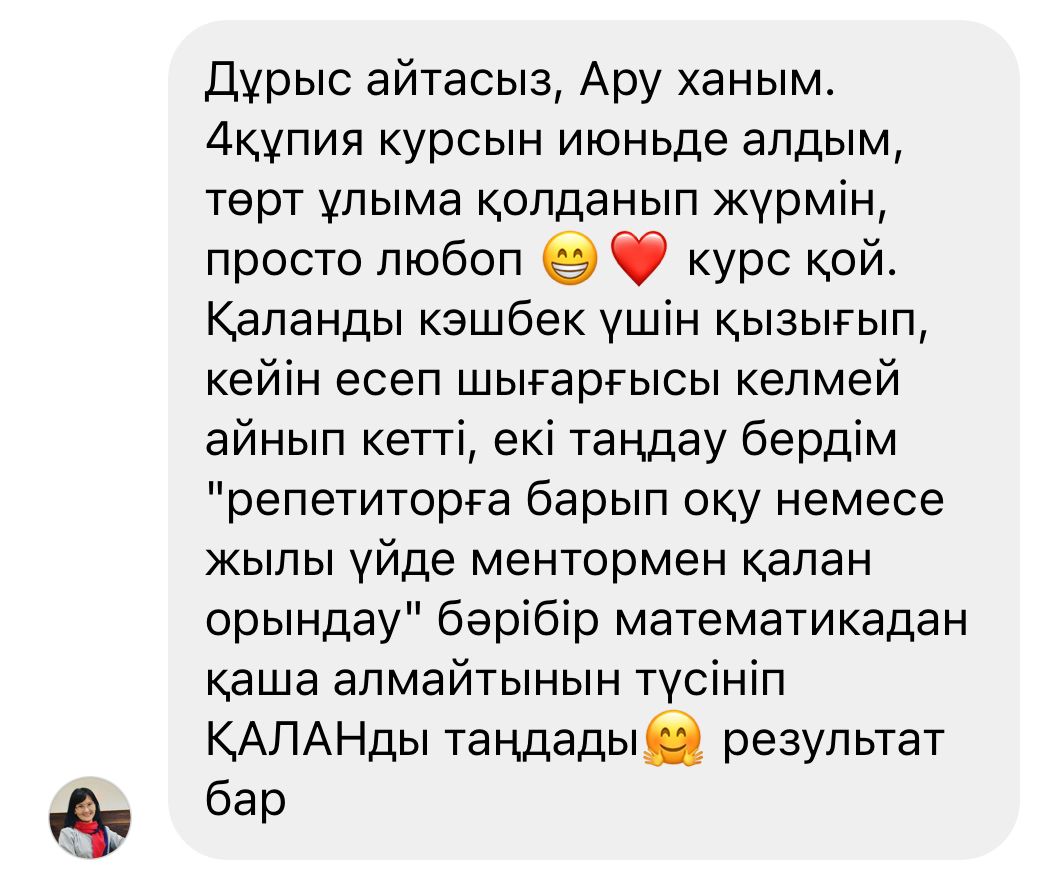 Дұрыс айтасыз, Ару ханым.
4құпия курсын июньде алдым,
төрт ұлыма қолданып жүрмін,
просто любоп 😁❤️ курс қой.
Қаланды кэшбек үшін қызығып,
кейін есеп шығарғысы келмей
айнып кетті, екі таңдау бердім
"репетиторға барып оқу немесе
жылы үйде ментормен қалан
орындау" бәрібір математикадан
қаша алмайтынын түсініп
ҚАЛАНды таңдады🤗 результат
бар